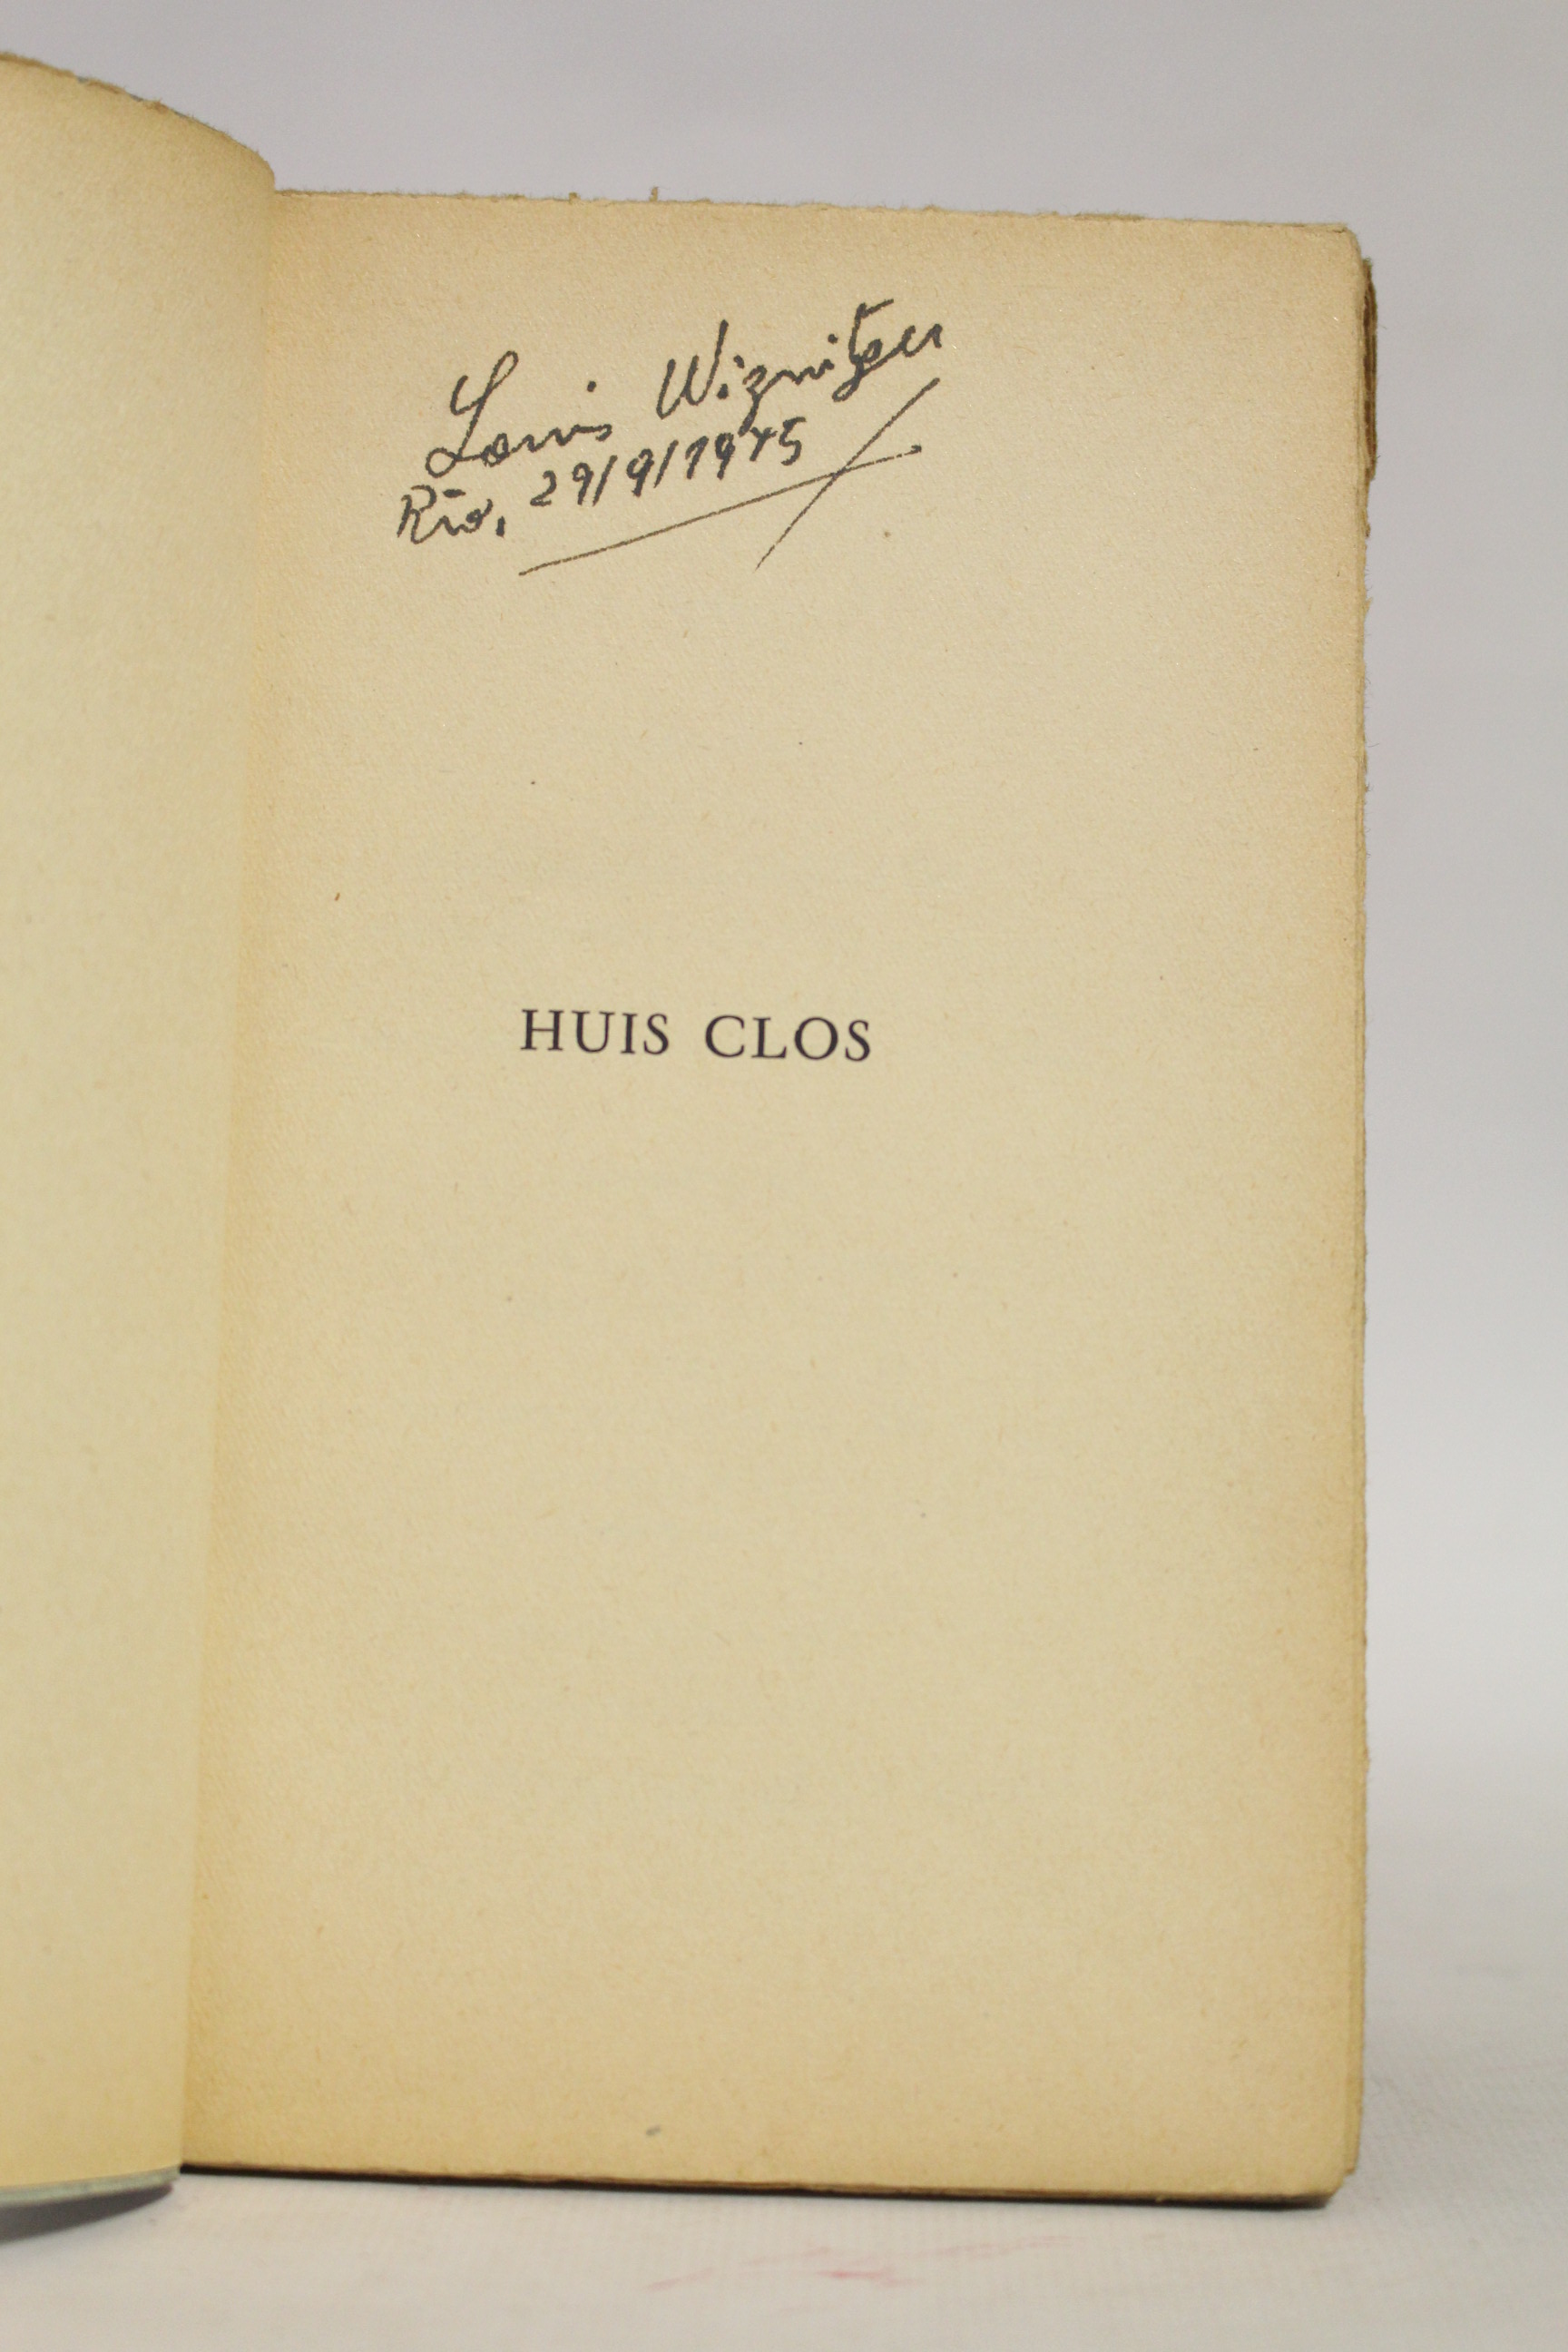 Louis Wiznitzer
Rio, 29/9/1945
HUIS CLOS